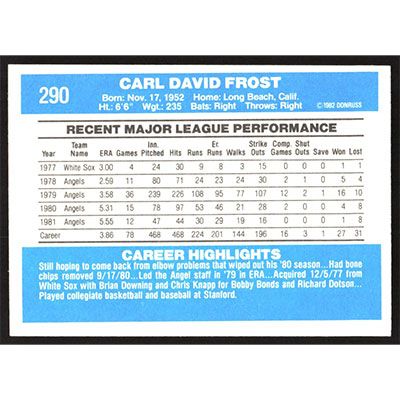 290
CARL DAVID FROST
Born: Nov. 17, 1952 Home: Long Beach, Calif.
Ht.: 6'6" Wgt.: 235 Bats: Right Throws: Right
© 1982 DONRUSS
RECENT MAJOR LEAGUE PERFORMANCE
Team Inn. Er. Strike Comp. Shut
Year Name ERA Games Pitched Hits Runs Runs Walks Outs Games Outs Save Won Lost
1977 White Sox 3.00 4 24 30 9 8 3 15 0 0 0 1 1
1978 Angels 2.59 11 80 71 24 23 24 30 2 1 0 5 4
1979 Angels 3.58 36 239 226 108 95 77 107 12 2 1 16 10
1980 Angels 5.31 15 78 97 53 46 21 28 2 0 0 4 8
1981 Angels 5.55 12 47 44 30 29 19 16 0 0 0 1 8
Career 3.86 78 468 468 224 201 144 196 16 3 1 27 31
CAREER HIGHLIGHTS
Still hoping to come back from elbow problems that wiped out his '80 season...Had bone
chips removed 9/17/80...Led the Angel staff in '79 in ERA...Acquired 12/5/77 from
White Sox with Brian Downing and Chris Knapp for Bobby Bonds and Richard Dotson...
Played collegiate basketball and baseball at Stanford.